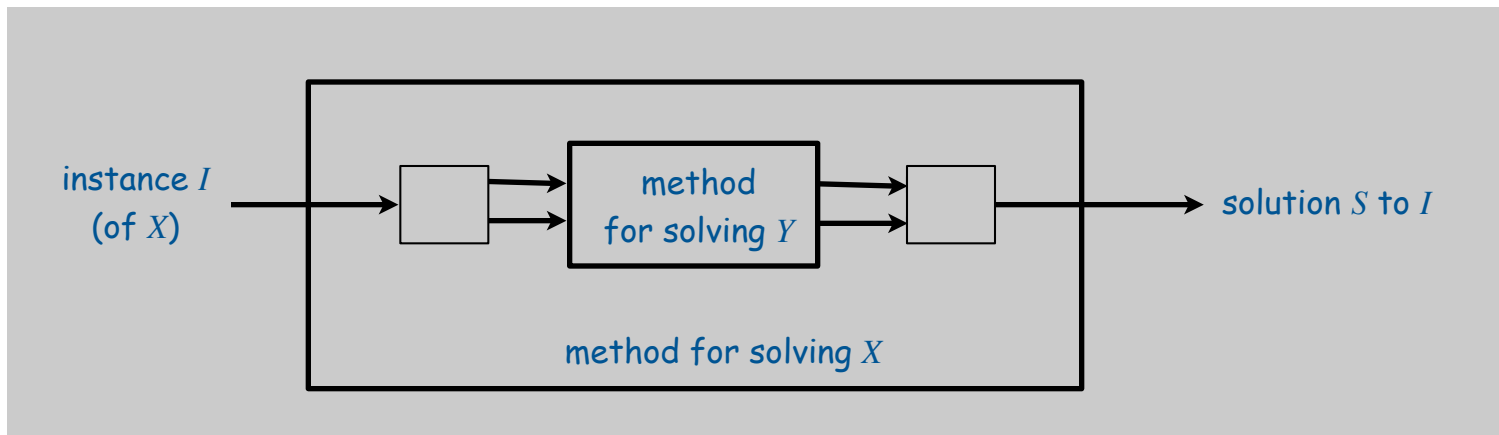 instance I
(of X)
method
for solving Y
solution S to I
method for solving X